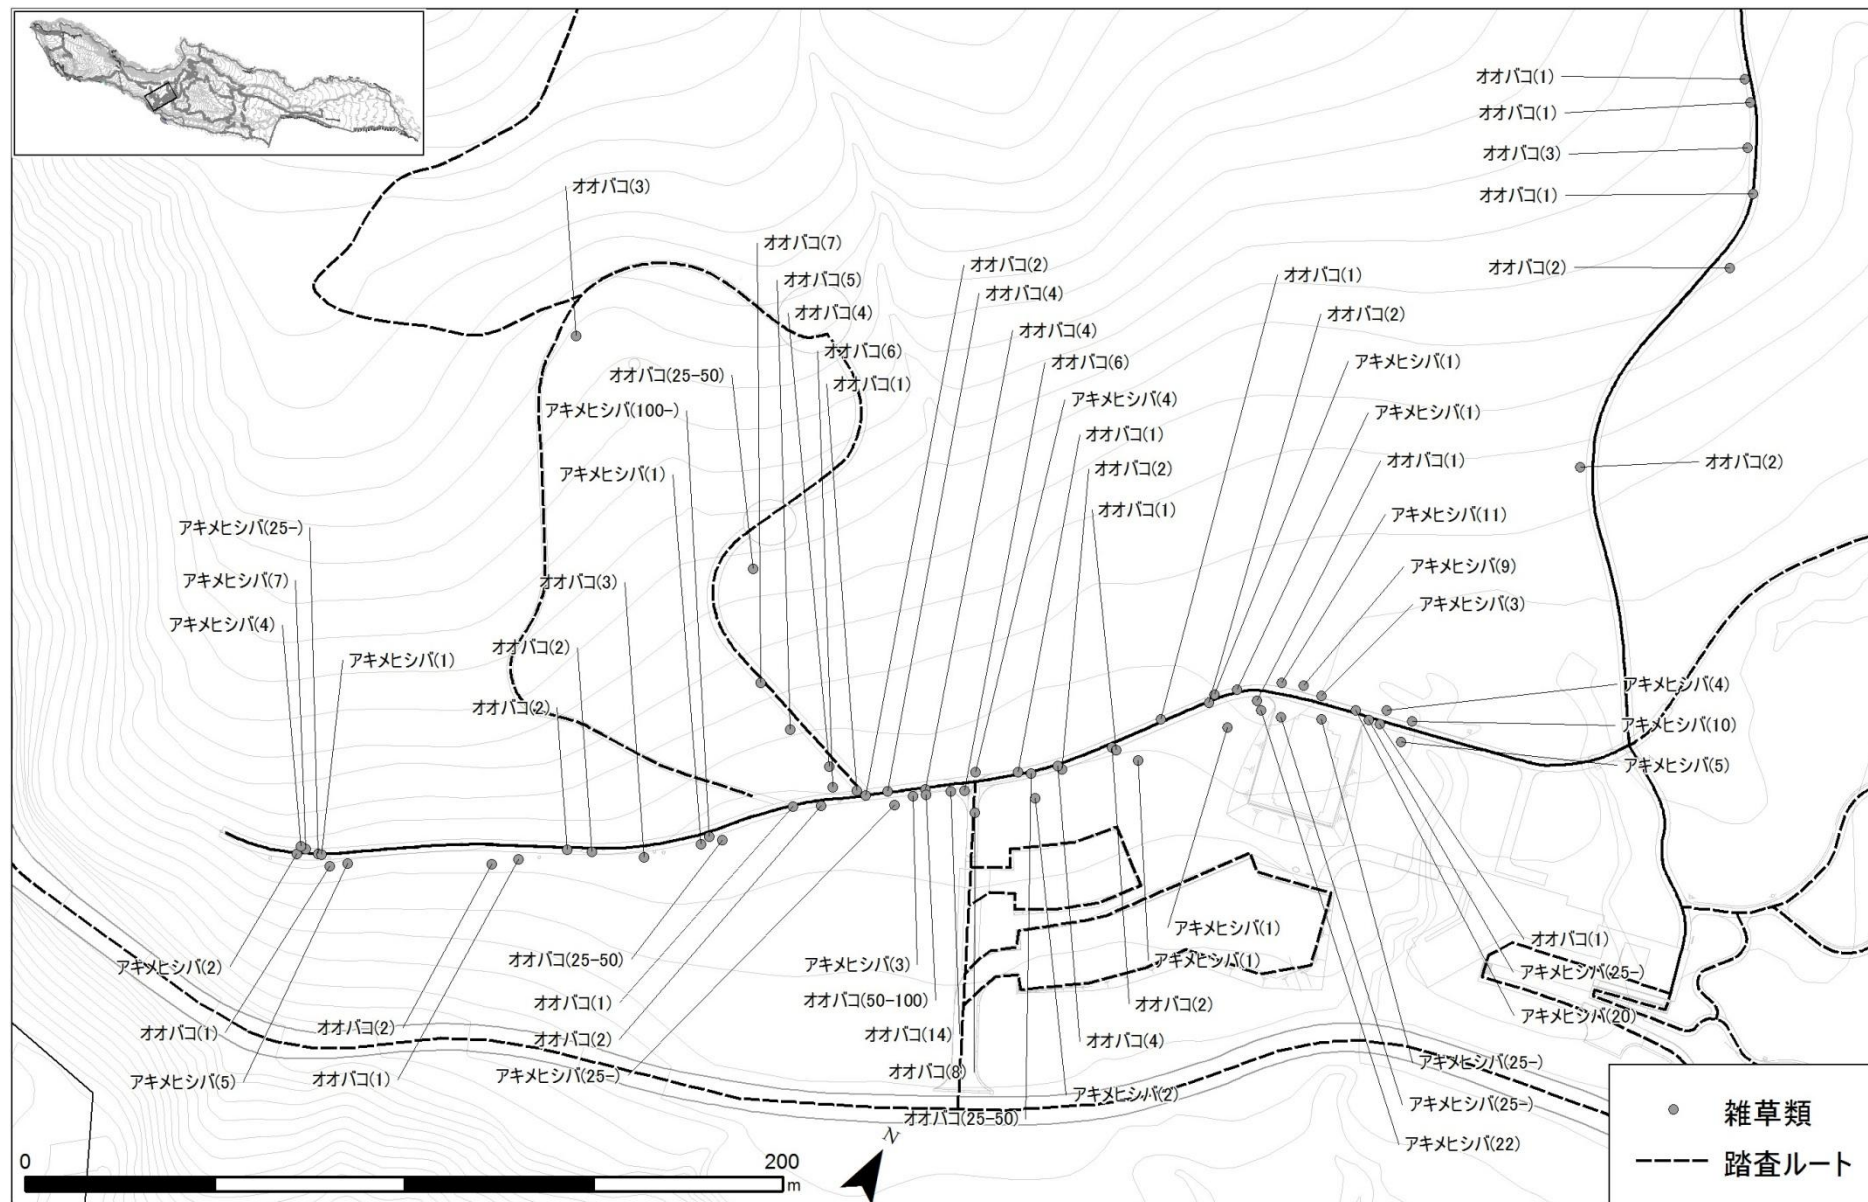 オオバコ(1)
オオバコ(1)
オオバコ(3)
オオバコ(1)
オオバコ(3)
オオバコ(7)
オオバコ(2)
オオバコ(2)
オオバコ(5)
オオバコ(1)
オオバコ(4)
オオバコ(4)
オオバコ(2)
オオバコ(4)
オオバコ(6)
オオバコ(6)
アキメヒシバ(1)
オオバコ(25-50)
オオバコ(1)
アキメヒシバ(4)
アキメヒシバ(100-)
アキメヒシバ(1)
オオバコ(1)
オオバコ(1)
オオバコ(2)
アキメヒシバ(1)
オオバコ(2)
オオバコ(1)
アキメヒシバ(11)
アキメヒシバ(25-)
アキメヒシバ(9)
アキメヒシバ(7)
オオバコ(3)
アキメヒシバ(3)
アキメヒシバ(4)
オオバコ(2)
アキメヒシバ(1)
アキメヒシバ(4)
オオバコ(2)
アキメヒシバ(10)
アキメヒシバ(5)
アキメヒシバ(1)
オオバコ(1)
アキメヒシバ(2)
オオバコ(25-50)
アキメヒシバ(3)
アキメヒシバ(1)
アキメヒシバ(25-)
オオバコ(1)
オオバコ(50-100)
オオバコ(2)
アキメヒシバ(20)
オオバコ(1)
オオバコ(2)
オオバコ(2)
オオバコ(14)
オオバコ(4)
アキメヒシバ(25-)
アキメヒシバ(5)
オオバコ(1)
アキメヒシバ(25-)
オオバコ(8)
アキメヒシバ(2)
アキメヒシバ(25-)
オオバコ(25-50)
アキメヒシバ(22)
雑草類
踏査ルート
0
200
m
N